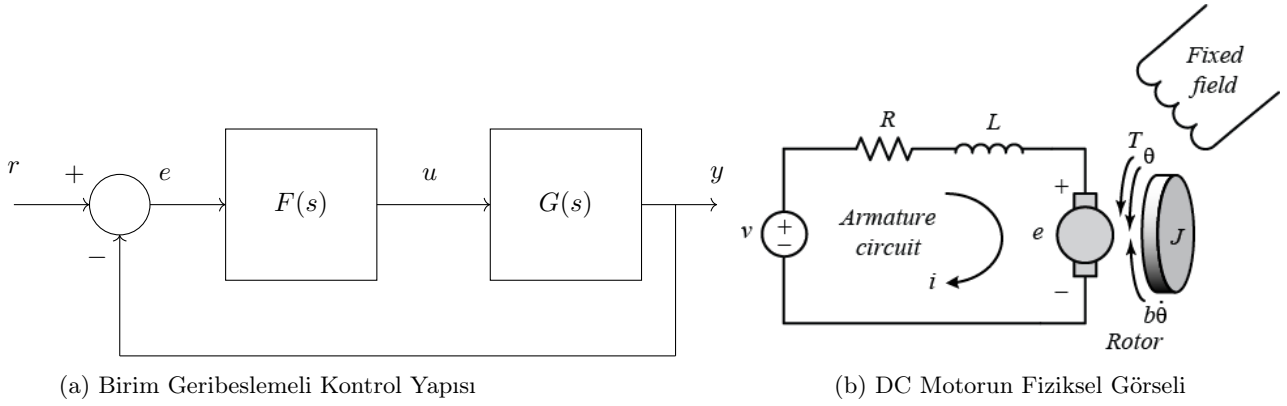 r
+
−
e
F(s)
u
G(s)
y
(a) Birim Geribeslemeli Kontrol Yapısı
Fixed
field
R
L
T
θ
+
v
+
−
Armature
circuit
i
e
J
−
bθ̇
Rotor
(b) DC Motorun Fiziksel Görseli